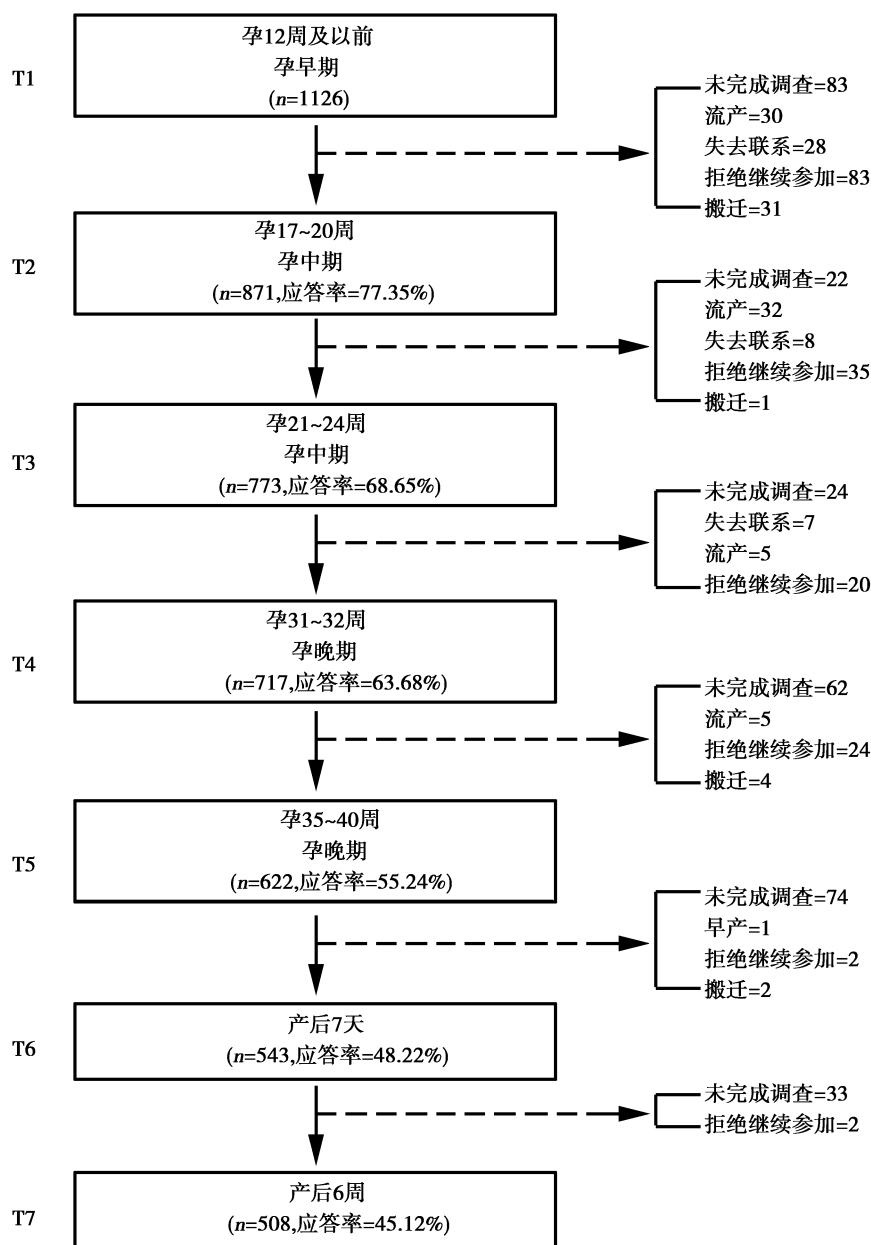 T1
孕12周及以前
孕早期
(n=1126)
未完成调查=83
流产=30
失去联系=28
拒绝继续参加=83
搬迁=31
T2
孕17~20周
孕中期
(n=871,应答率=77.35%)
未完成调查=22
流产=32
失去联系=8
拒绝继续参加=35
搬迁=1
T3
孕21~24周
孕中期
(n=773,应答率=68.65%)
未完成调查=24
失去联系=7
流产=5
拒绝继续参加=20
T4
孕31~32周
孕晚期
(n=717,应答率=63.68%)
未完成调查=62
流产=5
拒绝继续参加=24
搬迁=4
T5
孕35~40周
孕晚期
(n=622,应答率=55.24%)
未完成调查=74
早产=1
拒绝继续参加=2
搬迁=2
T6
产后7天
(n=543,应答率=48.22%)
未完成调查=33
拒绝继续参加=2
T7
产后6周
(n=508,应答率=45.12%)